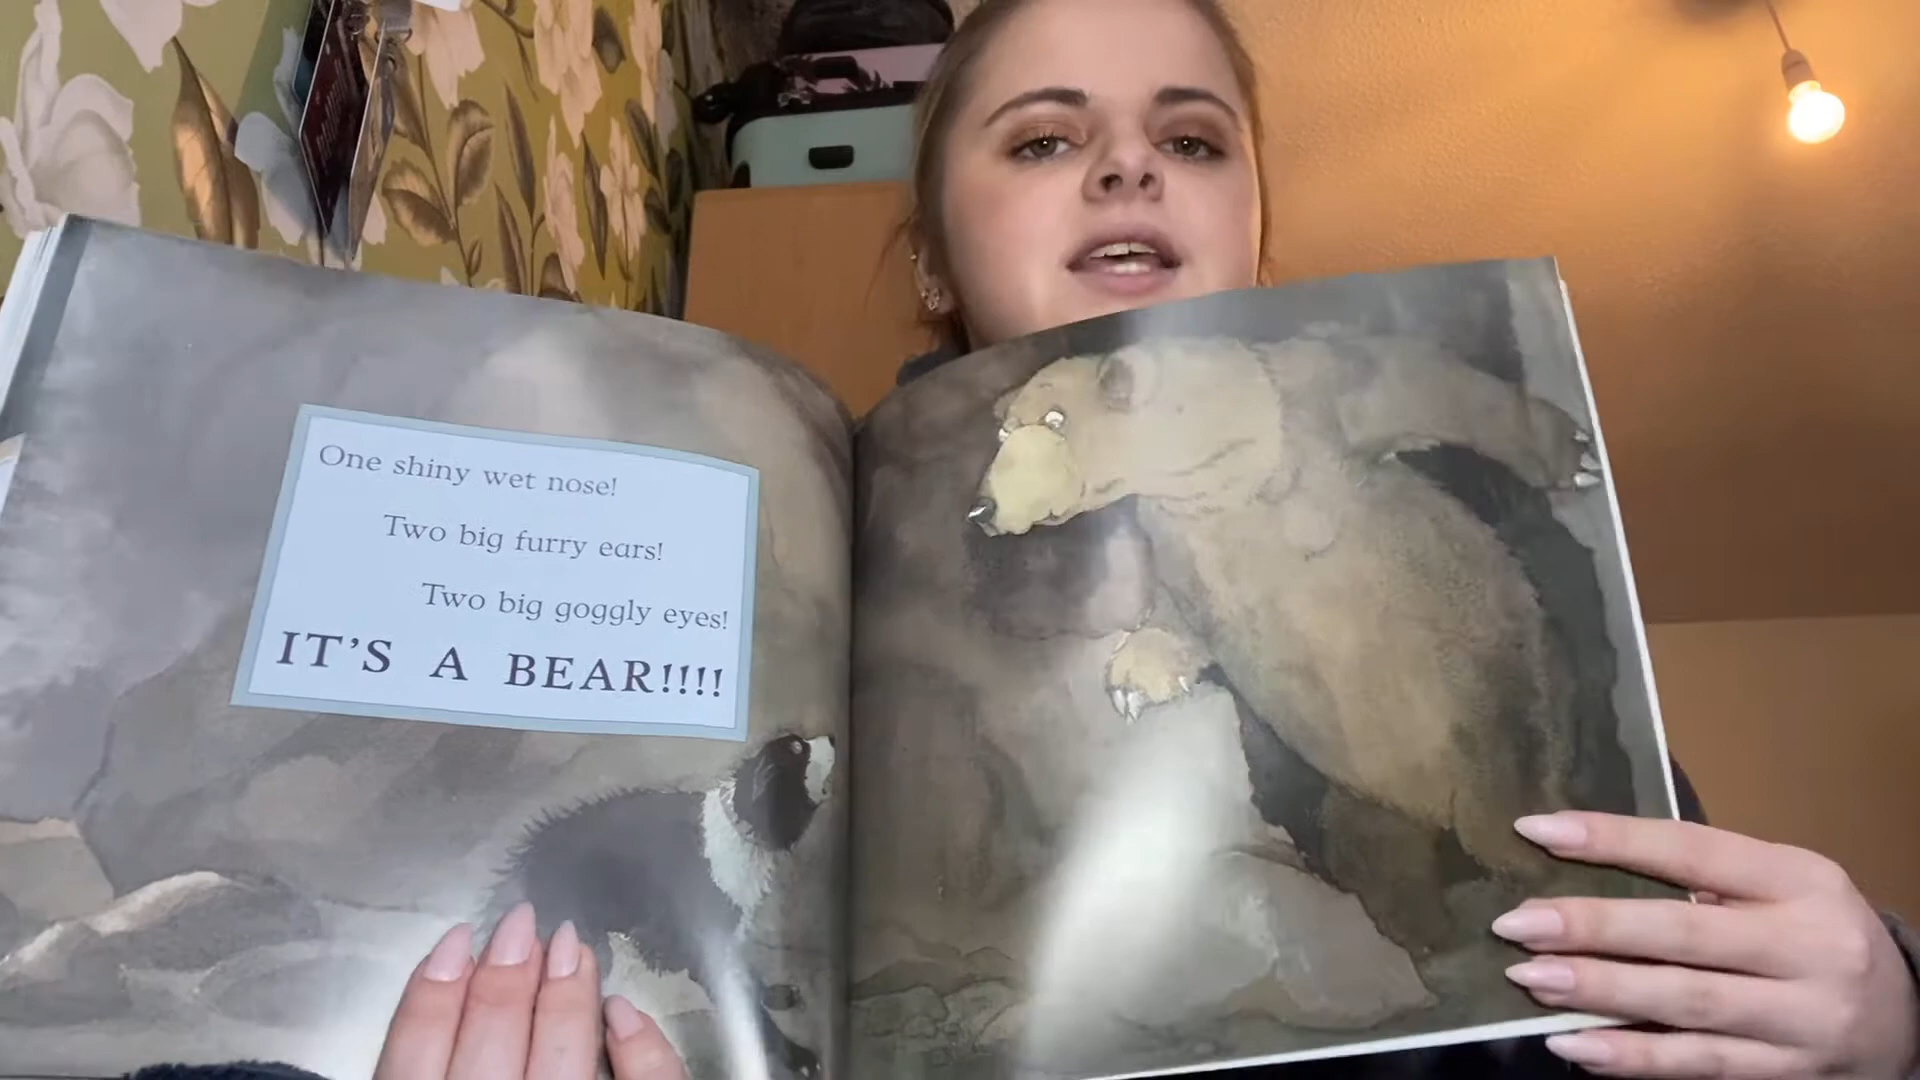 One shiny wet nose!
Two big furry ears!
Two big goggly eyes!
IT'S A BEAR!!!!